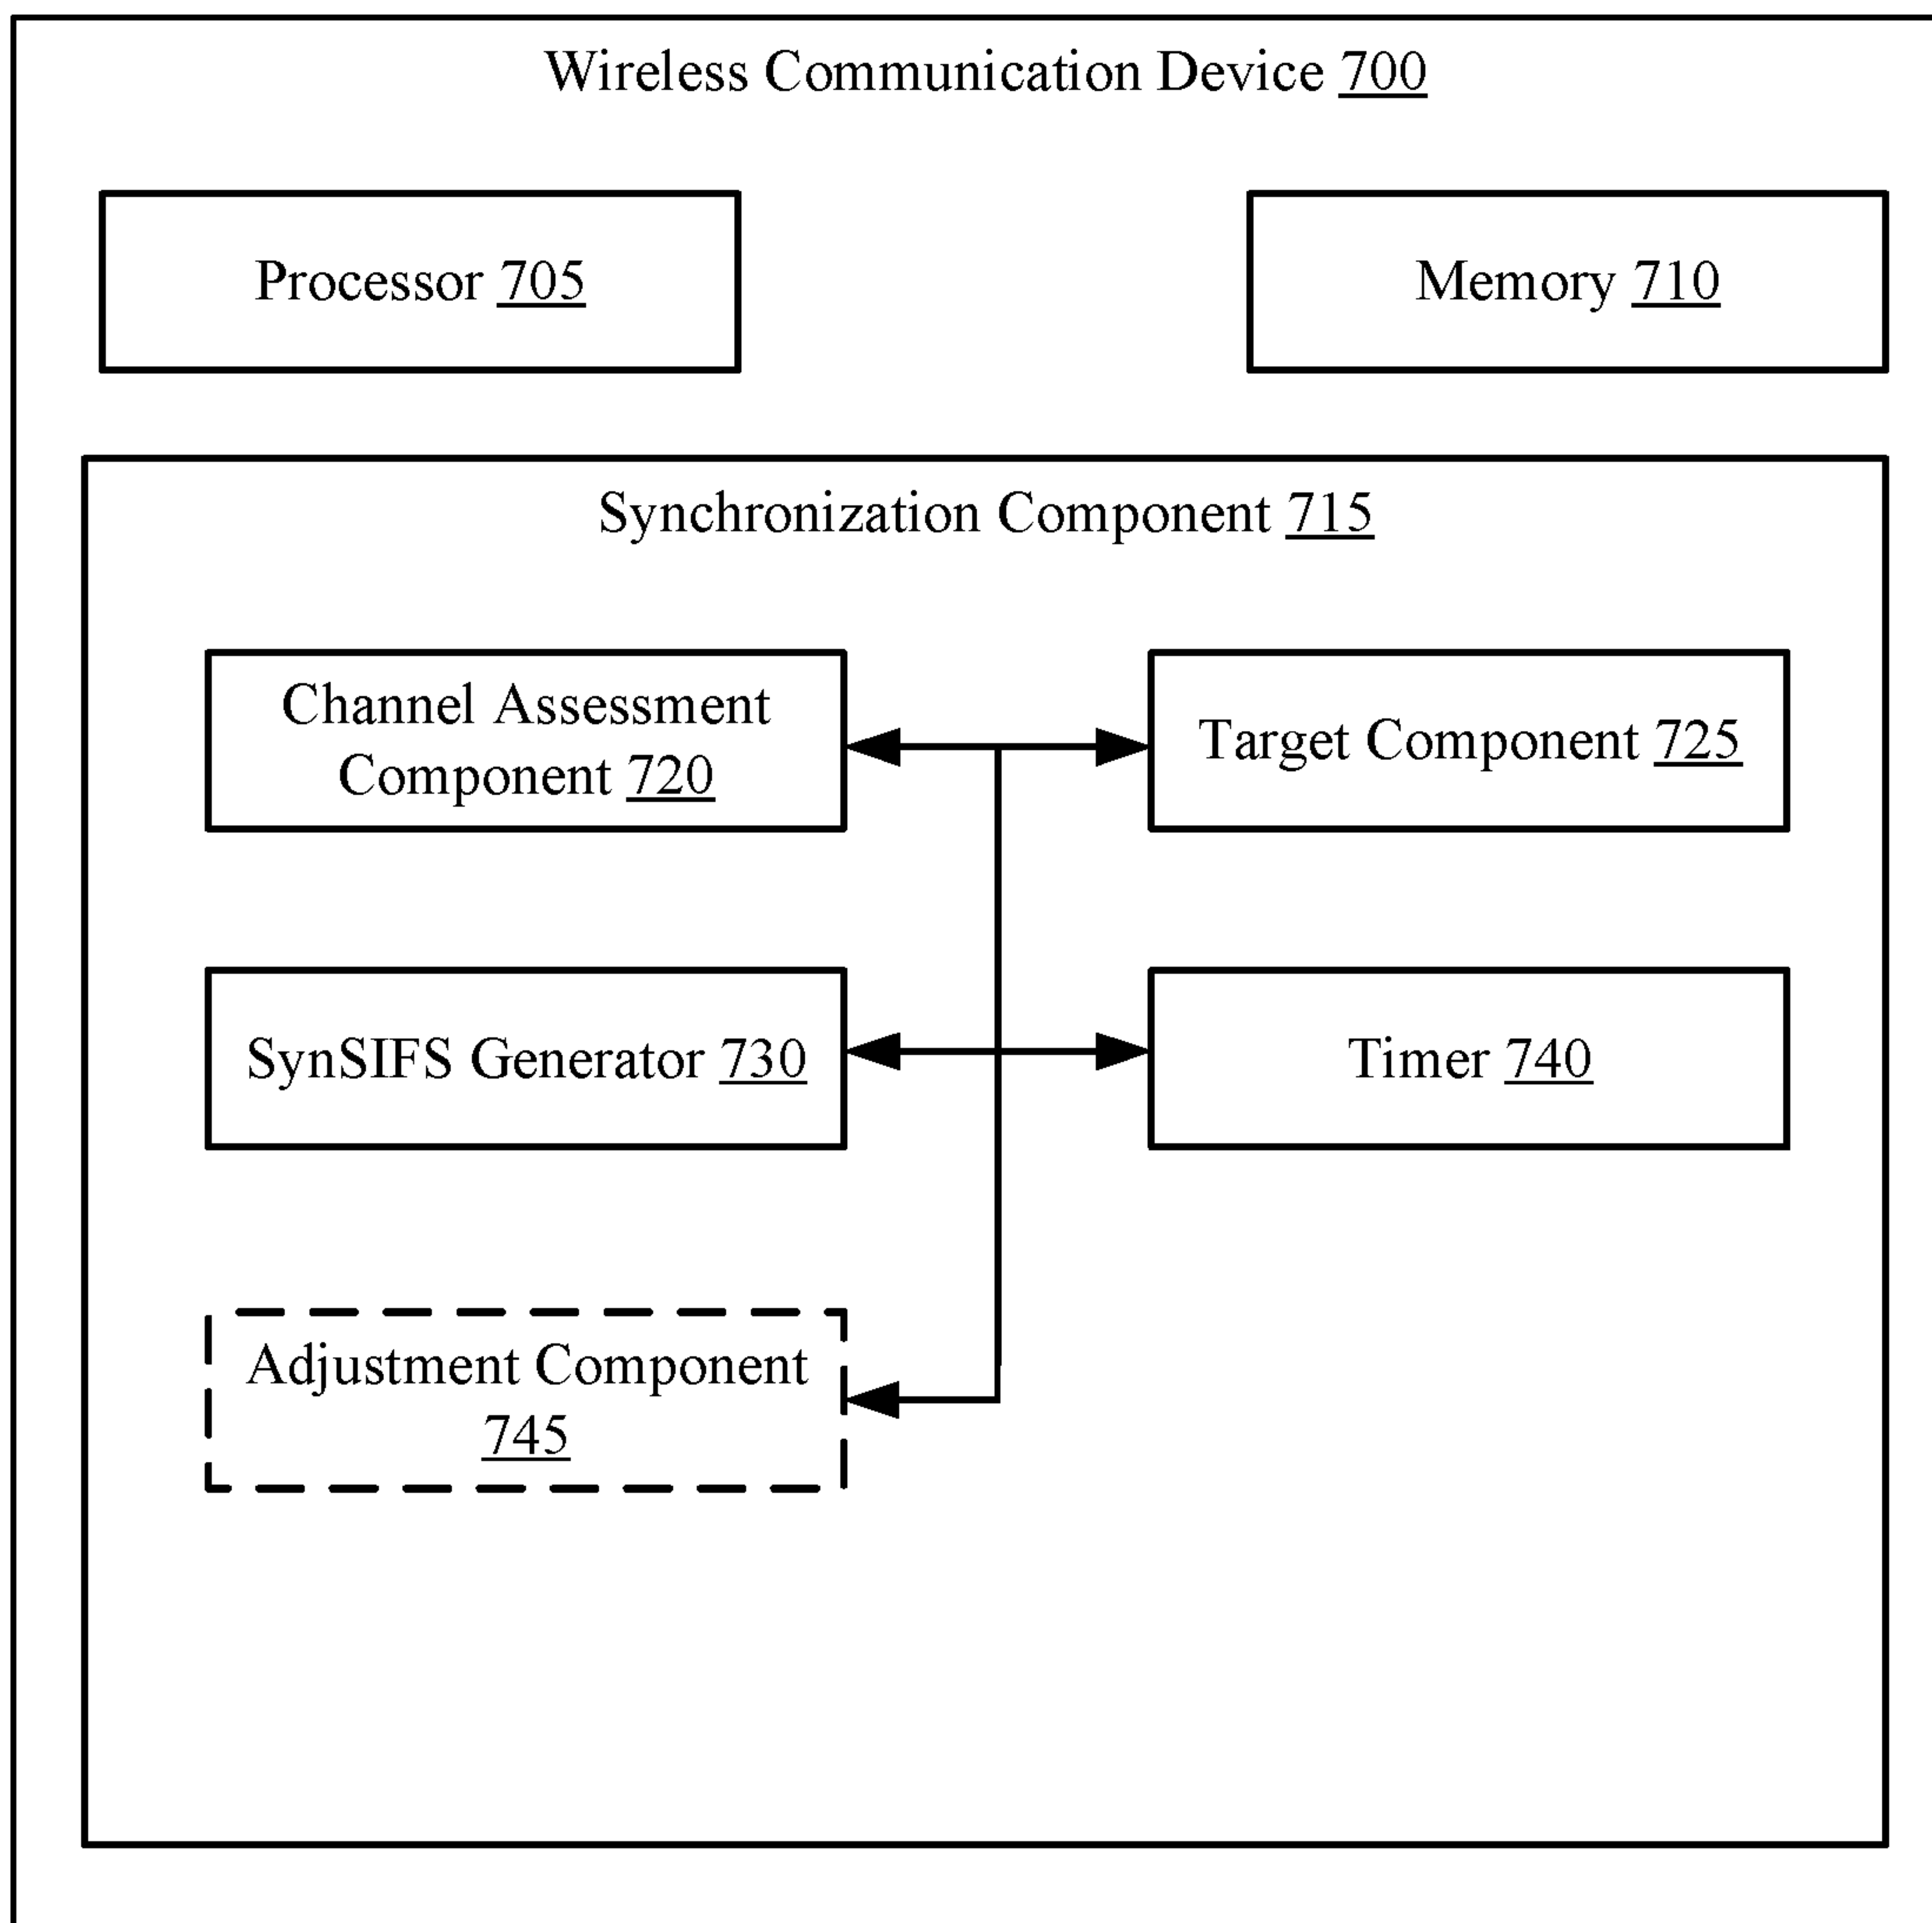 Wireless Communication Device 700
Processor 705
Memory 710
Synchronization Component 715
Channel Assessment
Component 720
Target Component 725
SynSIFS Generator 730
Timer 740
Adjustment Component
745